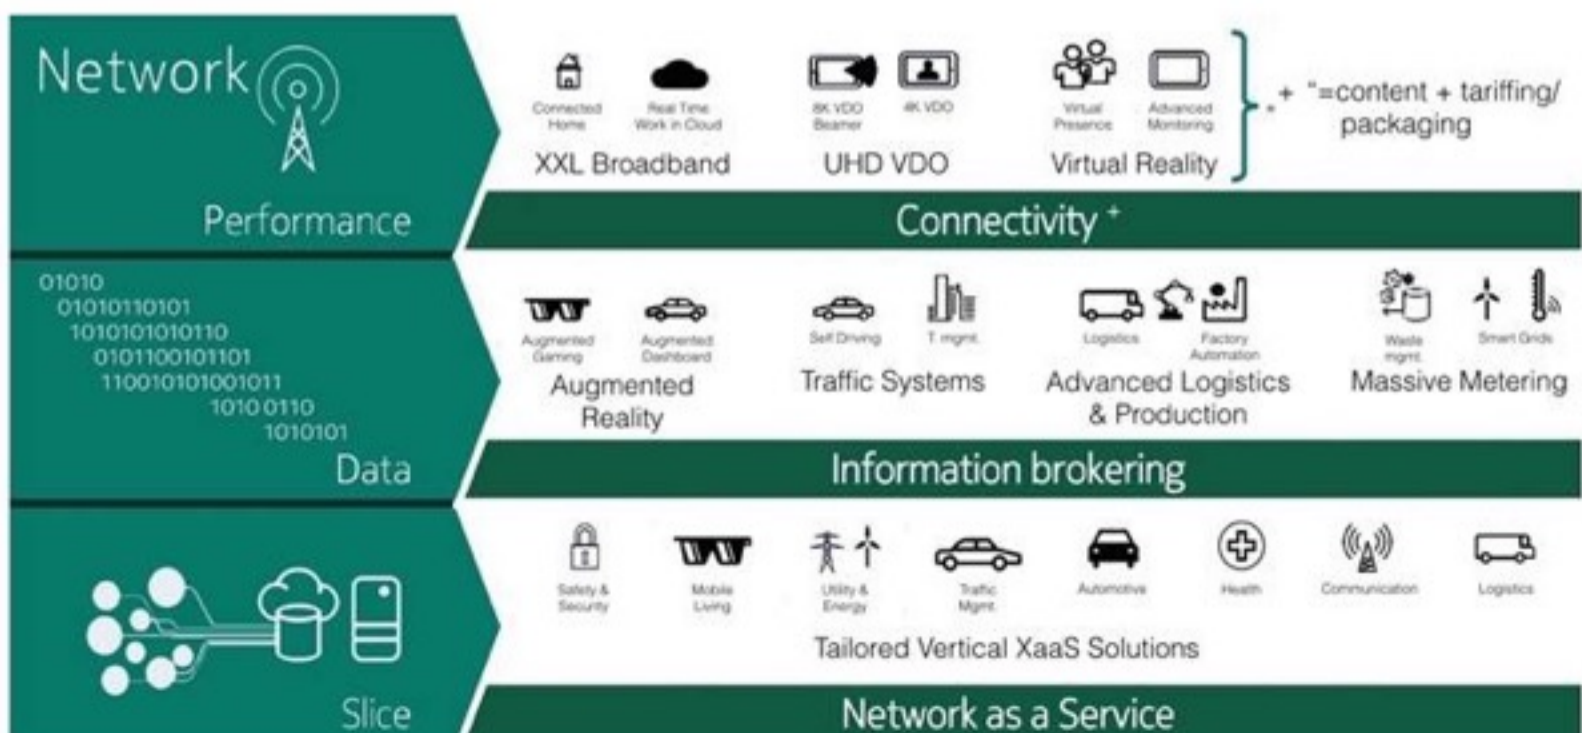 Network
Performance
Connected
Home
Real Time
Work in Cloud
XXL Broadband
8K VDO
Beamer
4K VDO
UHD VDO
Virtual
Presence
Advanced
Monitoring
Virtual Reality
"+ "=content + tariffing/
packaging
Connectivity +
01010
01010110101
1010101010110
0101100101101
110010101001011
1010 0110
1010101
Data
Augmented
Gaming
Augmented
Dashboard
Augmented
Reality
Self Driving
T. mgmt.
Traffic Systems
Logistics
Factory
Automation
Advanced Logistics
& Production
Waste
mgmt.
Smart Grids
Massive Metering
Information brokering
Slice
Safety &
Security
Mobile
Living
Utility &
Energy
Traffic
Mgmt.
Automotive
Health
Communication
Logistics
Tailored Vertical XaaS Solutions
Network as a Service